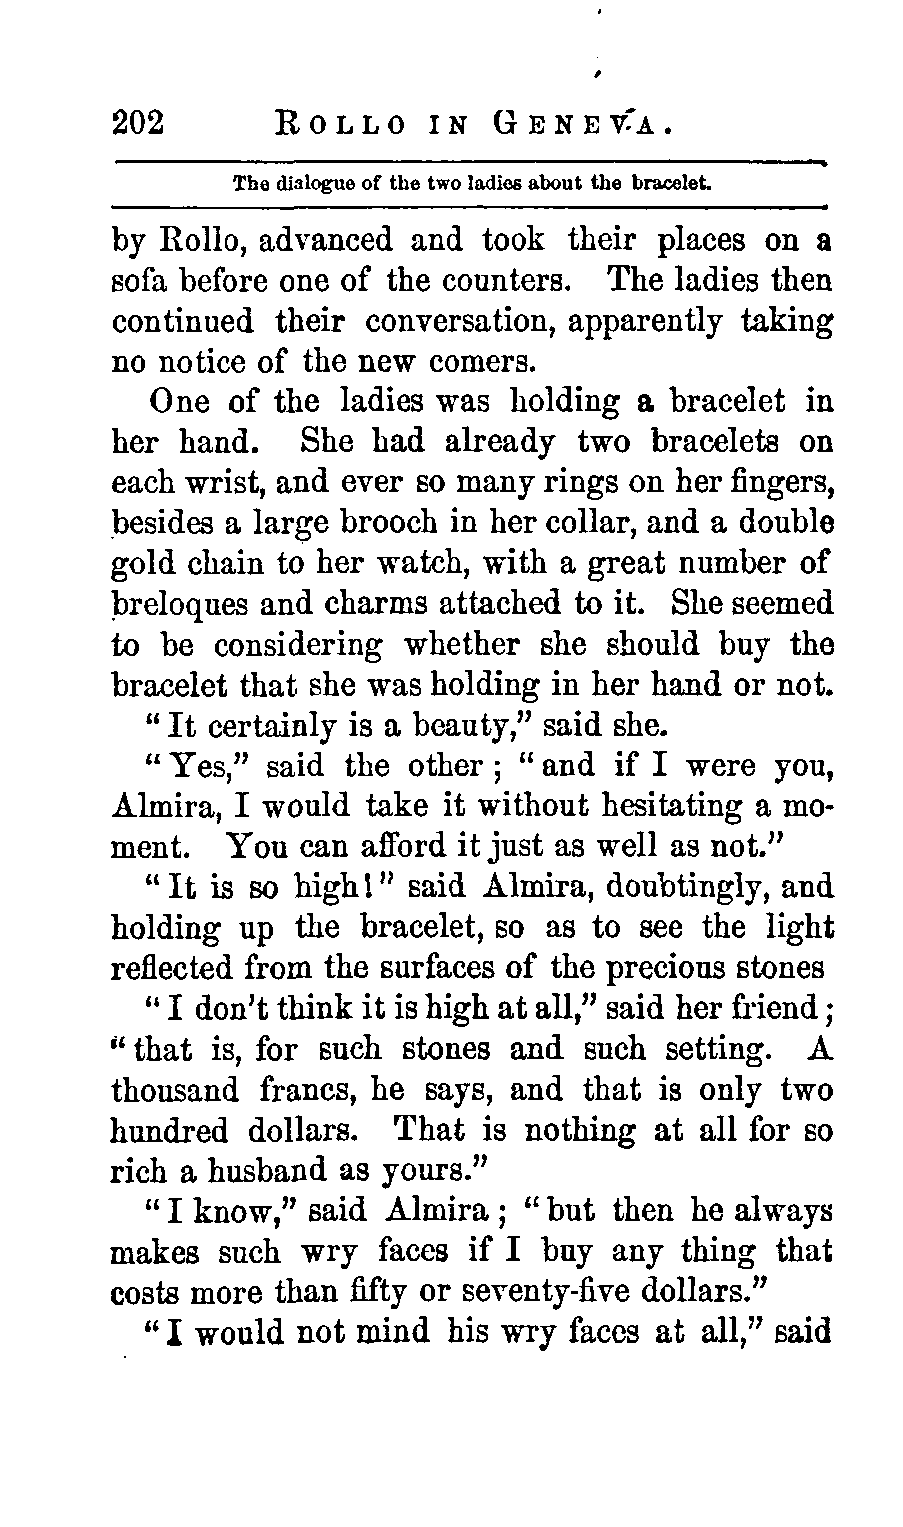 202 ROLLO IN GENEVA.
The dialogue of the two ladies about the bracelet.
by Rollo, advanced and took their places on a
sofa before one of the counters. The ladies then
continued their conversation, apparently taking
no notice of the new comers.
One of the ladies was holding a bracelet in
her hand. She had already two bracelets on
each wrist, and ever so many rings on her fingers,
besides a large brooch in her collar, and a double
gold chain to her watch, with a great number of
breloques and charms attached to it. She seemed
to be considering whether she should buy the
bracelet that she was holding in her hand or not.
“It certainly is a beauty,” said she.
“Yes,” said the other; “and if I were you,
Almira, I would take it without hesitating a mo-
ment. You can afford it just as well as not.”
“It is so high!” said Almira, doubtingly, and
holding up the bracelet, so as to see the light
reflected from the surfaces of the precious stones
“I don't think it is high at all,” said her friend;
“that is, for such stones and such setting. A
thousand francs, he says, and that is only two
hundred dollars. That is nothing at all for so
rich a husband as yours.”
“I know,” said Almira; “but then he always
makes such wry faces if I buy any thing that
costs more than fifty or seventy-five dollars.”
“I would not mind his wry faces at all,” said